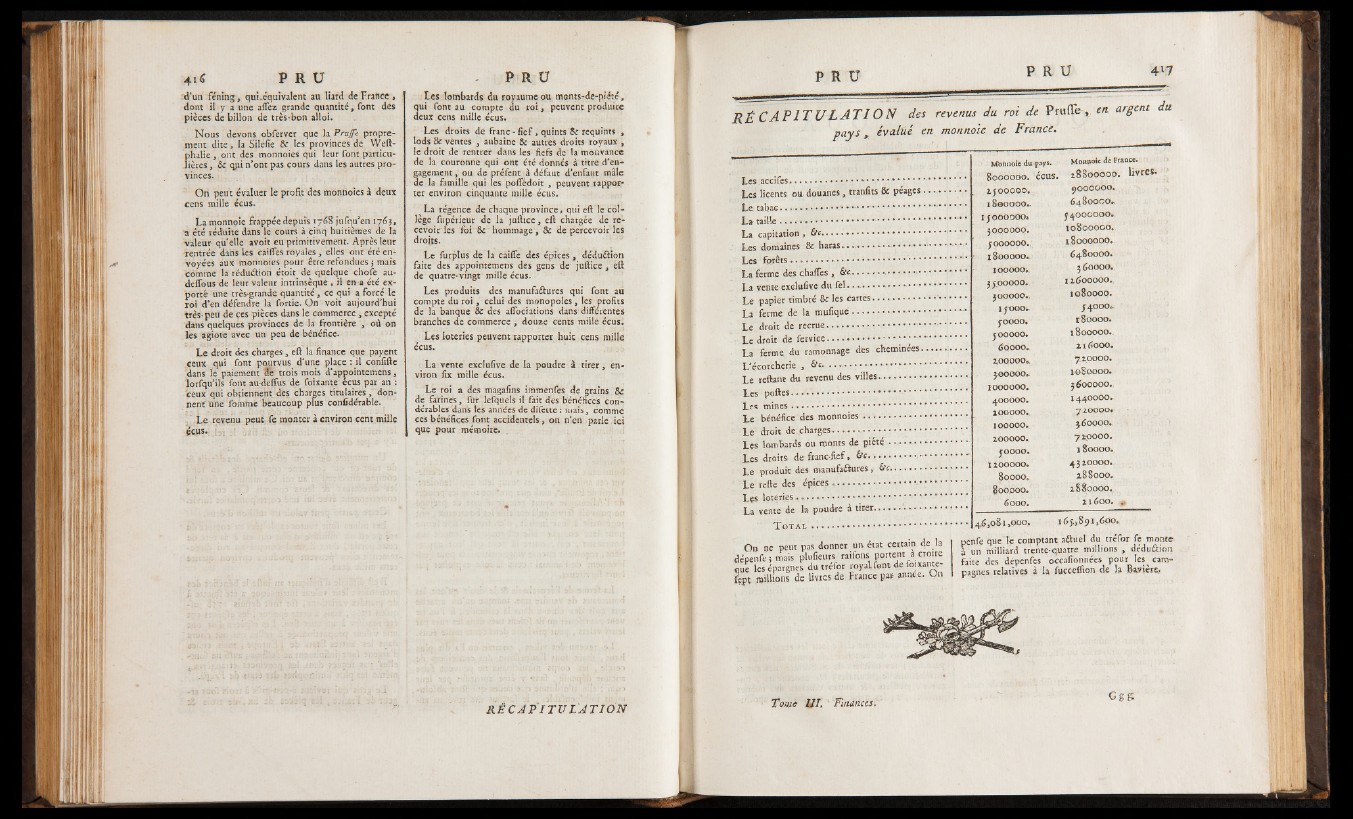 416 PRU
d'un féning, qui équivalent au liard de France,
dont il y a une assez grande quantité, sont des
pièces de billon de très-bon alloi.
Nous devons observer que la Prusse propre-
ment dite, la Silésie & les provinces de West-
phalie, ont des monnoies qui leur sont particu-
lières, & qui n'ont pas cours dans les autres pro-
vinces.
On peut évaluer le profit des monnoies à deux
cens mille écus.
La monnoie frappée depuis 1768 jusqu'en 1763,
a été réduite dans le cours à cinq huitièmes de la
valeur qu'elle avoit eu primitivement. Après leur
rentrée dans les caisses royales, elles ont été en-
voyées aux monnoies pour être refondues; mais
comme la réduction étoit de quelque chose au-
dessous de leur valeur intrinsèque, il en a été ex-
porté une très-grande quantité, ce qui a forcé le
roi d'en défendre la sortie. On voit aujourd'hui
très-peu de ces pièces dans le commerce, excepté
dans quelques provinces de la frontière, où on
les agiote avec un peu de bénéfice.
Le droit des charges, est la finance que payent
ceux qui sont pourvus d'une place : il consiste
dans le paiement de trois mois d'appointemens,
lorsqu'ils sont au-dessus de soixante écus par an :
ceux qui obtiennent des charges titulaires, don-
nent une somme beaucoup plus considérable.
Le revenu peut se monter à environ cent mille
écus.
PRU
Les lombards du royaume ou monts-de-piété,
qui sont au compte du roi, peuvent produire
deux cens mille écus.
Les droits de franc-fief, quints & requints,
lods & ventes, aubaine & autres droits royaux,
le droit de rentrer dans les fiefs de la mouvance
de la couronne qui ont été donnés à titre d'en-
gagement, ou de présent à défaut d'enfant mâle
de la famille qui les possédoit, peuvent rappor-
ter environ cinquante mille écus.
La régence de chaque province, qui est le col-
lège supérieur de la justice, est chargée de re-
cevoir les foi & hommage, & de percevoir les
droits.
Le surplus de la caisse des épices, déduction
faite des appointemens des gens de justice, est
de quatre-vingt mille écus.
Les produits des manufactures qui sont au
compte du roi, celui des monopoles, les profits
de la banque & des associations dans différentes
branches de commerce, douze cents mille écus.
Les loteries peuvent rapporter huit cens mille
écus.
La vente exclusive de la poudre à tirer, en-
viron six mille écus.
Le roi a des magasins immenses de grains &
de farines, sur lesquels il fait des bénéfices con-
dérables dans les années de disette : mais, comme
ces bénéfices sont accidentels, on n'en parle ici
que pour mémoire.
RÉCAPITULATION
PRU PRU 417
RÉCAPITULATION des revenus du roi de Prusse, en argent du
pays, évalué en monnoie de France.
Monnoie du pays. Monnoie de France.
Les accises........ 8000000. écus. 28800000. livres.
Les licents ou douanes, transits & péages........ 2500000. 9000000.
Le tabac........ 1800000. 6480000.
La taille........ 15000000. 54000000.
La capitation, &c........ 3000000. 10800000.
Les domaines & haras........ 5000000. 18000000.
Les forêts........ 1800000. 6480000.
La ferme des chasses, &c........ 100000. 360000.
La vente exclusive du sel........ 3500000. 12600000.
Le papier timbré & les cartes........ 300000. 1080000.
La ferme de la musique........ 15000. 54000.
Le droit de recrue........ 50000. 180000.
Le droit de service........ 500000. 1800000.
La ferme du ramonnage des cheminées........ 60000. 216000.
L'écorcherie, &c........ 200000. 720000.
Le restant du revenu des villes........ 300000. 1080000.
Les postes........ 1000000. 3600000.
Les mines........ 400000. 1440000.
Le bénéfice des monnoies........ 200000. 720000.
Le droit de charges........ 100000. 360000.
Les lombards ou monts de piété........ 200000. 720000.
Les droits de franc-fief, &c........ 50000. 180000.
Le produit des manufactures, &c........ 1200000. 4320000.
Le reste des épices........ 80000. 288000.
Les loteries........ 800000. 2880000.
La vente de la poudre à tirer........ 6000. 21600.
TOTAL........ 46,081,000. 165,891,600.
On ne peut pas donner un état certain de la
dépense; mais plusieurs raisons portent à croire
que les épargnes du trésor royal sont de soixante-
sept millions de livres de France par année. On
pense que le comptant actuel du trésor se monte
à un milliard trente-quatre millions, déduction
faite des dépenses occasionnées pour les cam-
pagnes relatives à la succession de la Bavière.
Tome III. Finances. Ggg